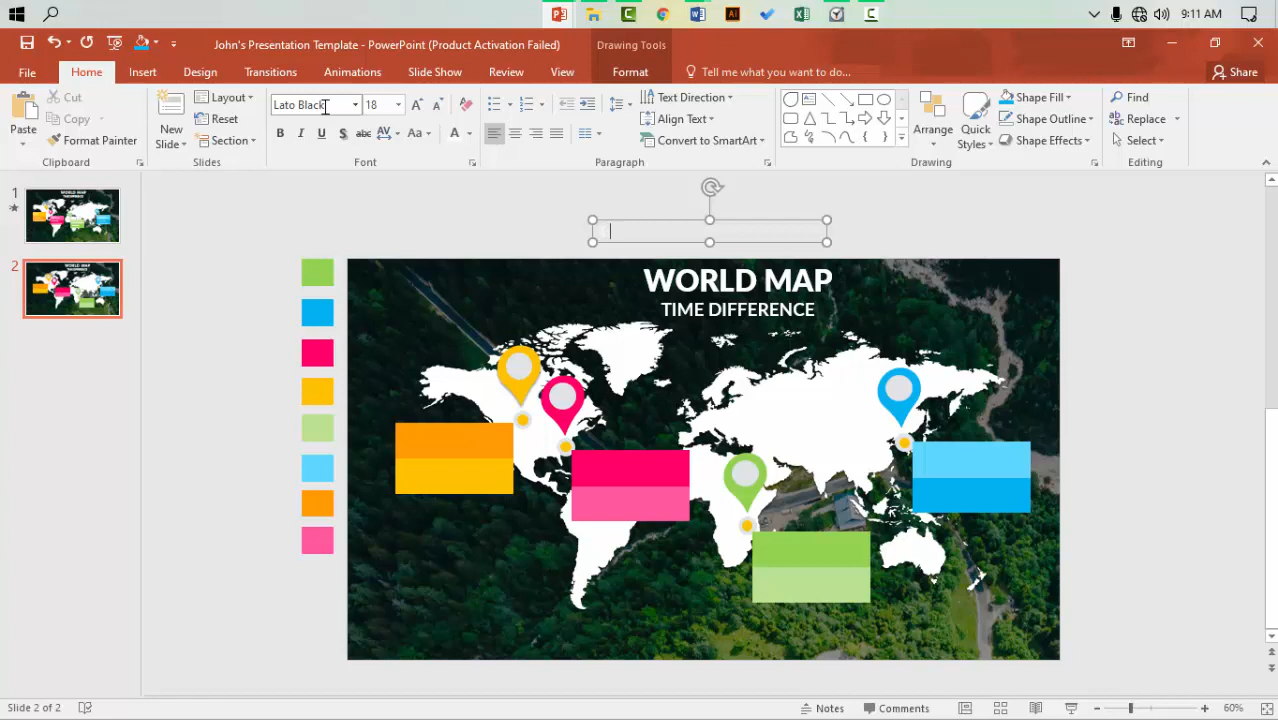 9:11 AM
John's Presentation Template - PowerPoint (Product Activation Failed)
Drawing Tools
File Home Insert Design Transitions Animations Slide Show Review View Format Tell me what you want to do... Share
Paste
Cut
Copy
Format Painter
Clipboard
New Slide
Layout
Reset
Section
Slides
Lato Black 18
B I U S abc AV Aa A
Font
Text Direction
Align Text
Convert to SmartArt
Paragraph
Arrange
Quick Styles
Shape Fill
Shape Outline
Shape Effects
Drawing
Find
Replace
Select
Editing
1
2
WORLD MAP
TIME DIFFERENCE
Slide 2 of 2
Notes Comments 60%